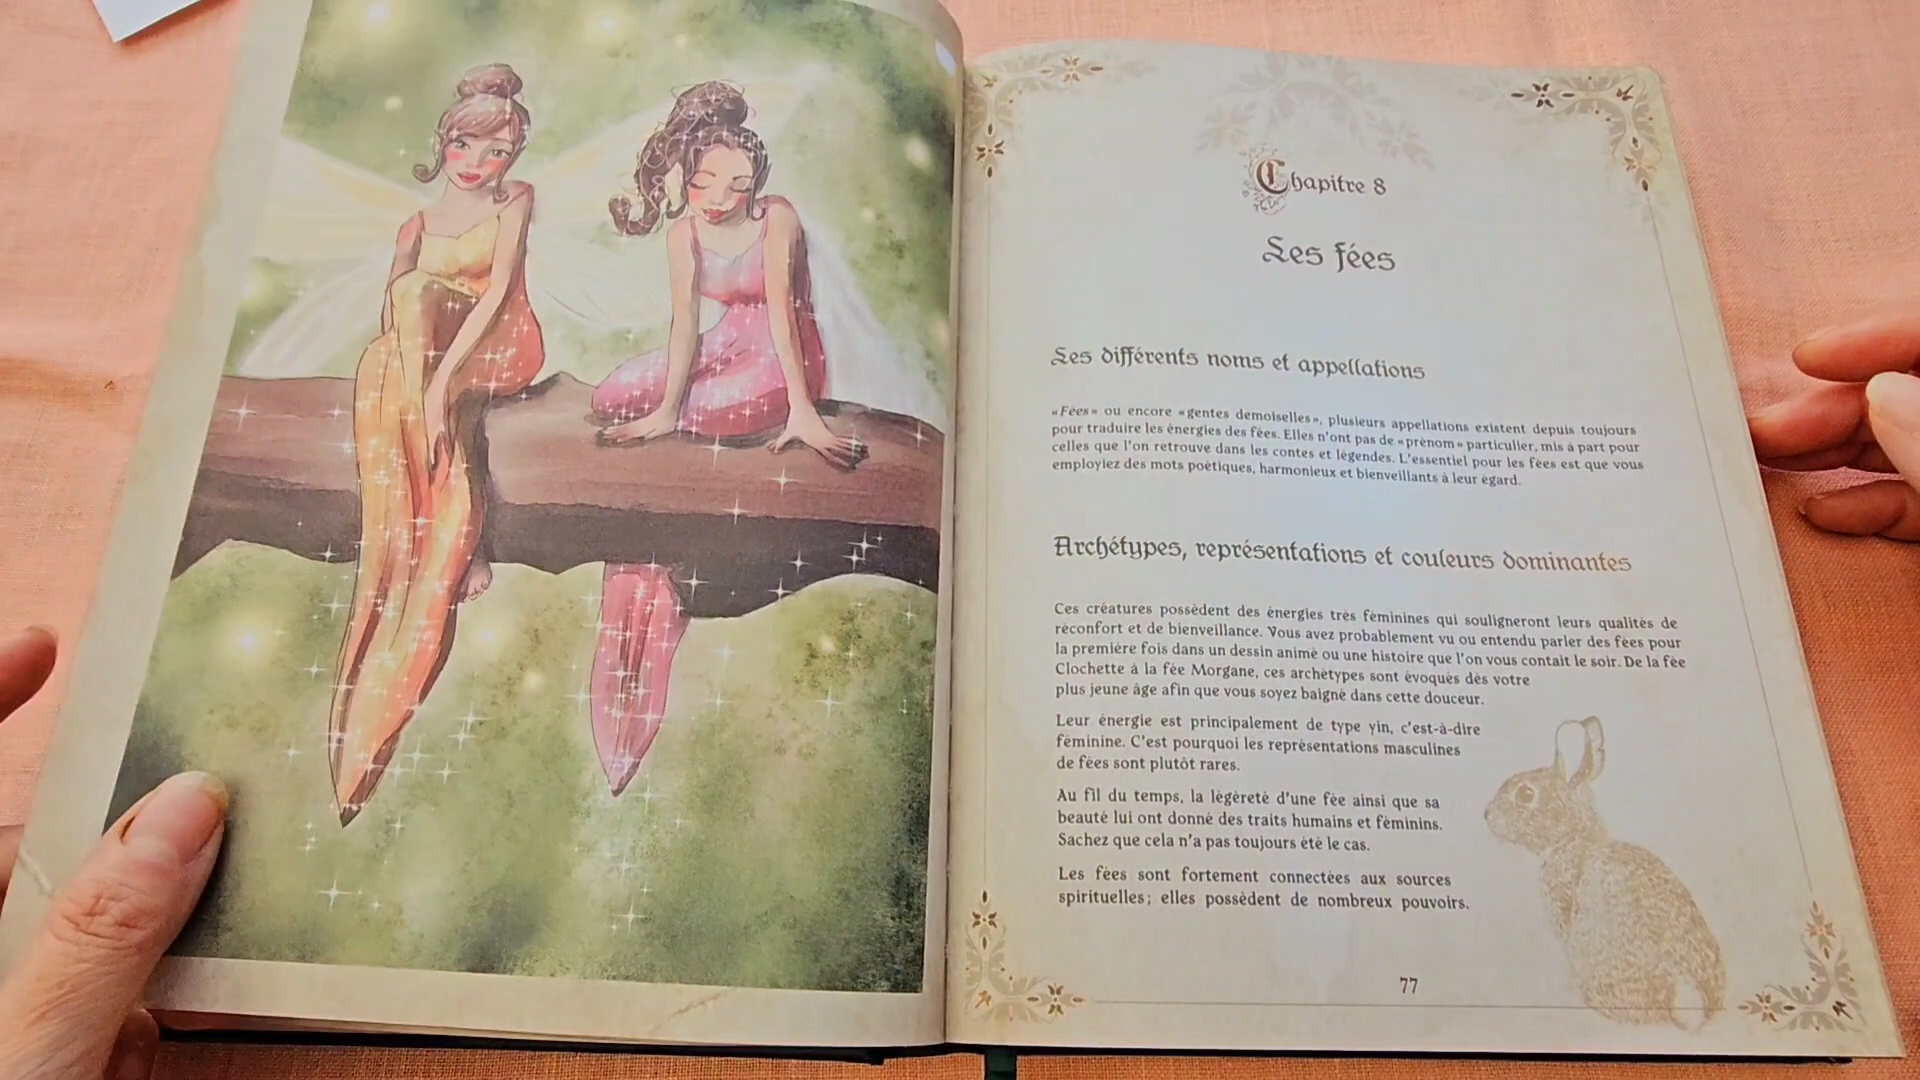 Chapitre 8
Les fées
Les différents noms et appellations
«Fées» ou encore «gentes demoiselles», plusieurs appellations existent depuis toujours
pour traduire les énergies des fées. Elles n'ont pas de «prénom» particulier, mis à part pour
celles que l'on retrouve dans les contes et légendes. L'essentiel pour les fées est que vous
employiez des mots poétiques, harmonieux et bienveillants à leur égard.
Archétypes, représentations et couleurs dominantes
Ces créatures possèdent des énergies très féminines qui souligneront leurs qualités de
réconfort et de bienveillance. Vous avez probablement vu ou entendu parler des fées pour
la première fois dans un dessin animé ou une histoire que l'on vous contait le soir. De la fée
Clochette à la fée Morgane, ces archétypes sont évoqués dès votre
plus jeune âge afin que vous soyez baigné dans cette douceur.
Leur énergie est principalement de type yin, c'est-à-dire
féminine. C'est pourquoi les représentations masculines
de fées sont plutôt rares.
Au fil du temps, la légèreté d'une fée ainsi que sa
beauté lui ont donné des traits humains et féminins.
Sachez que cela n'a pas toujours été le cas.
Les fées sont fortement connectées aux sources
spirituelles; elles possèdent de nombreux pouvoirs.
77